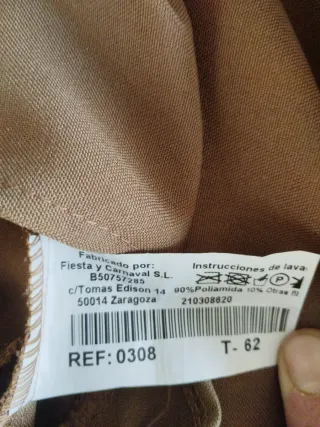 Fabricado por:
Fiesta y Carnaval S.L.
B50757285
c/Tomas Edison 14
50014 Zaragoza
Instrucciones de lava
90%Poliamida 10% Otras fi
210308620
REF: 0308
T- 62